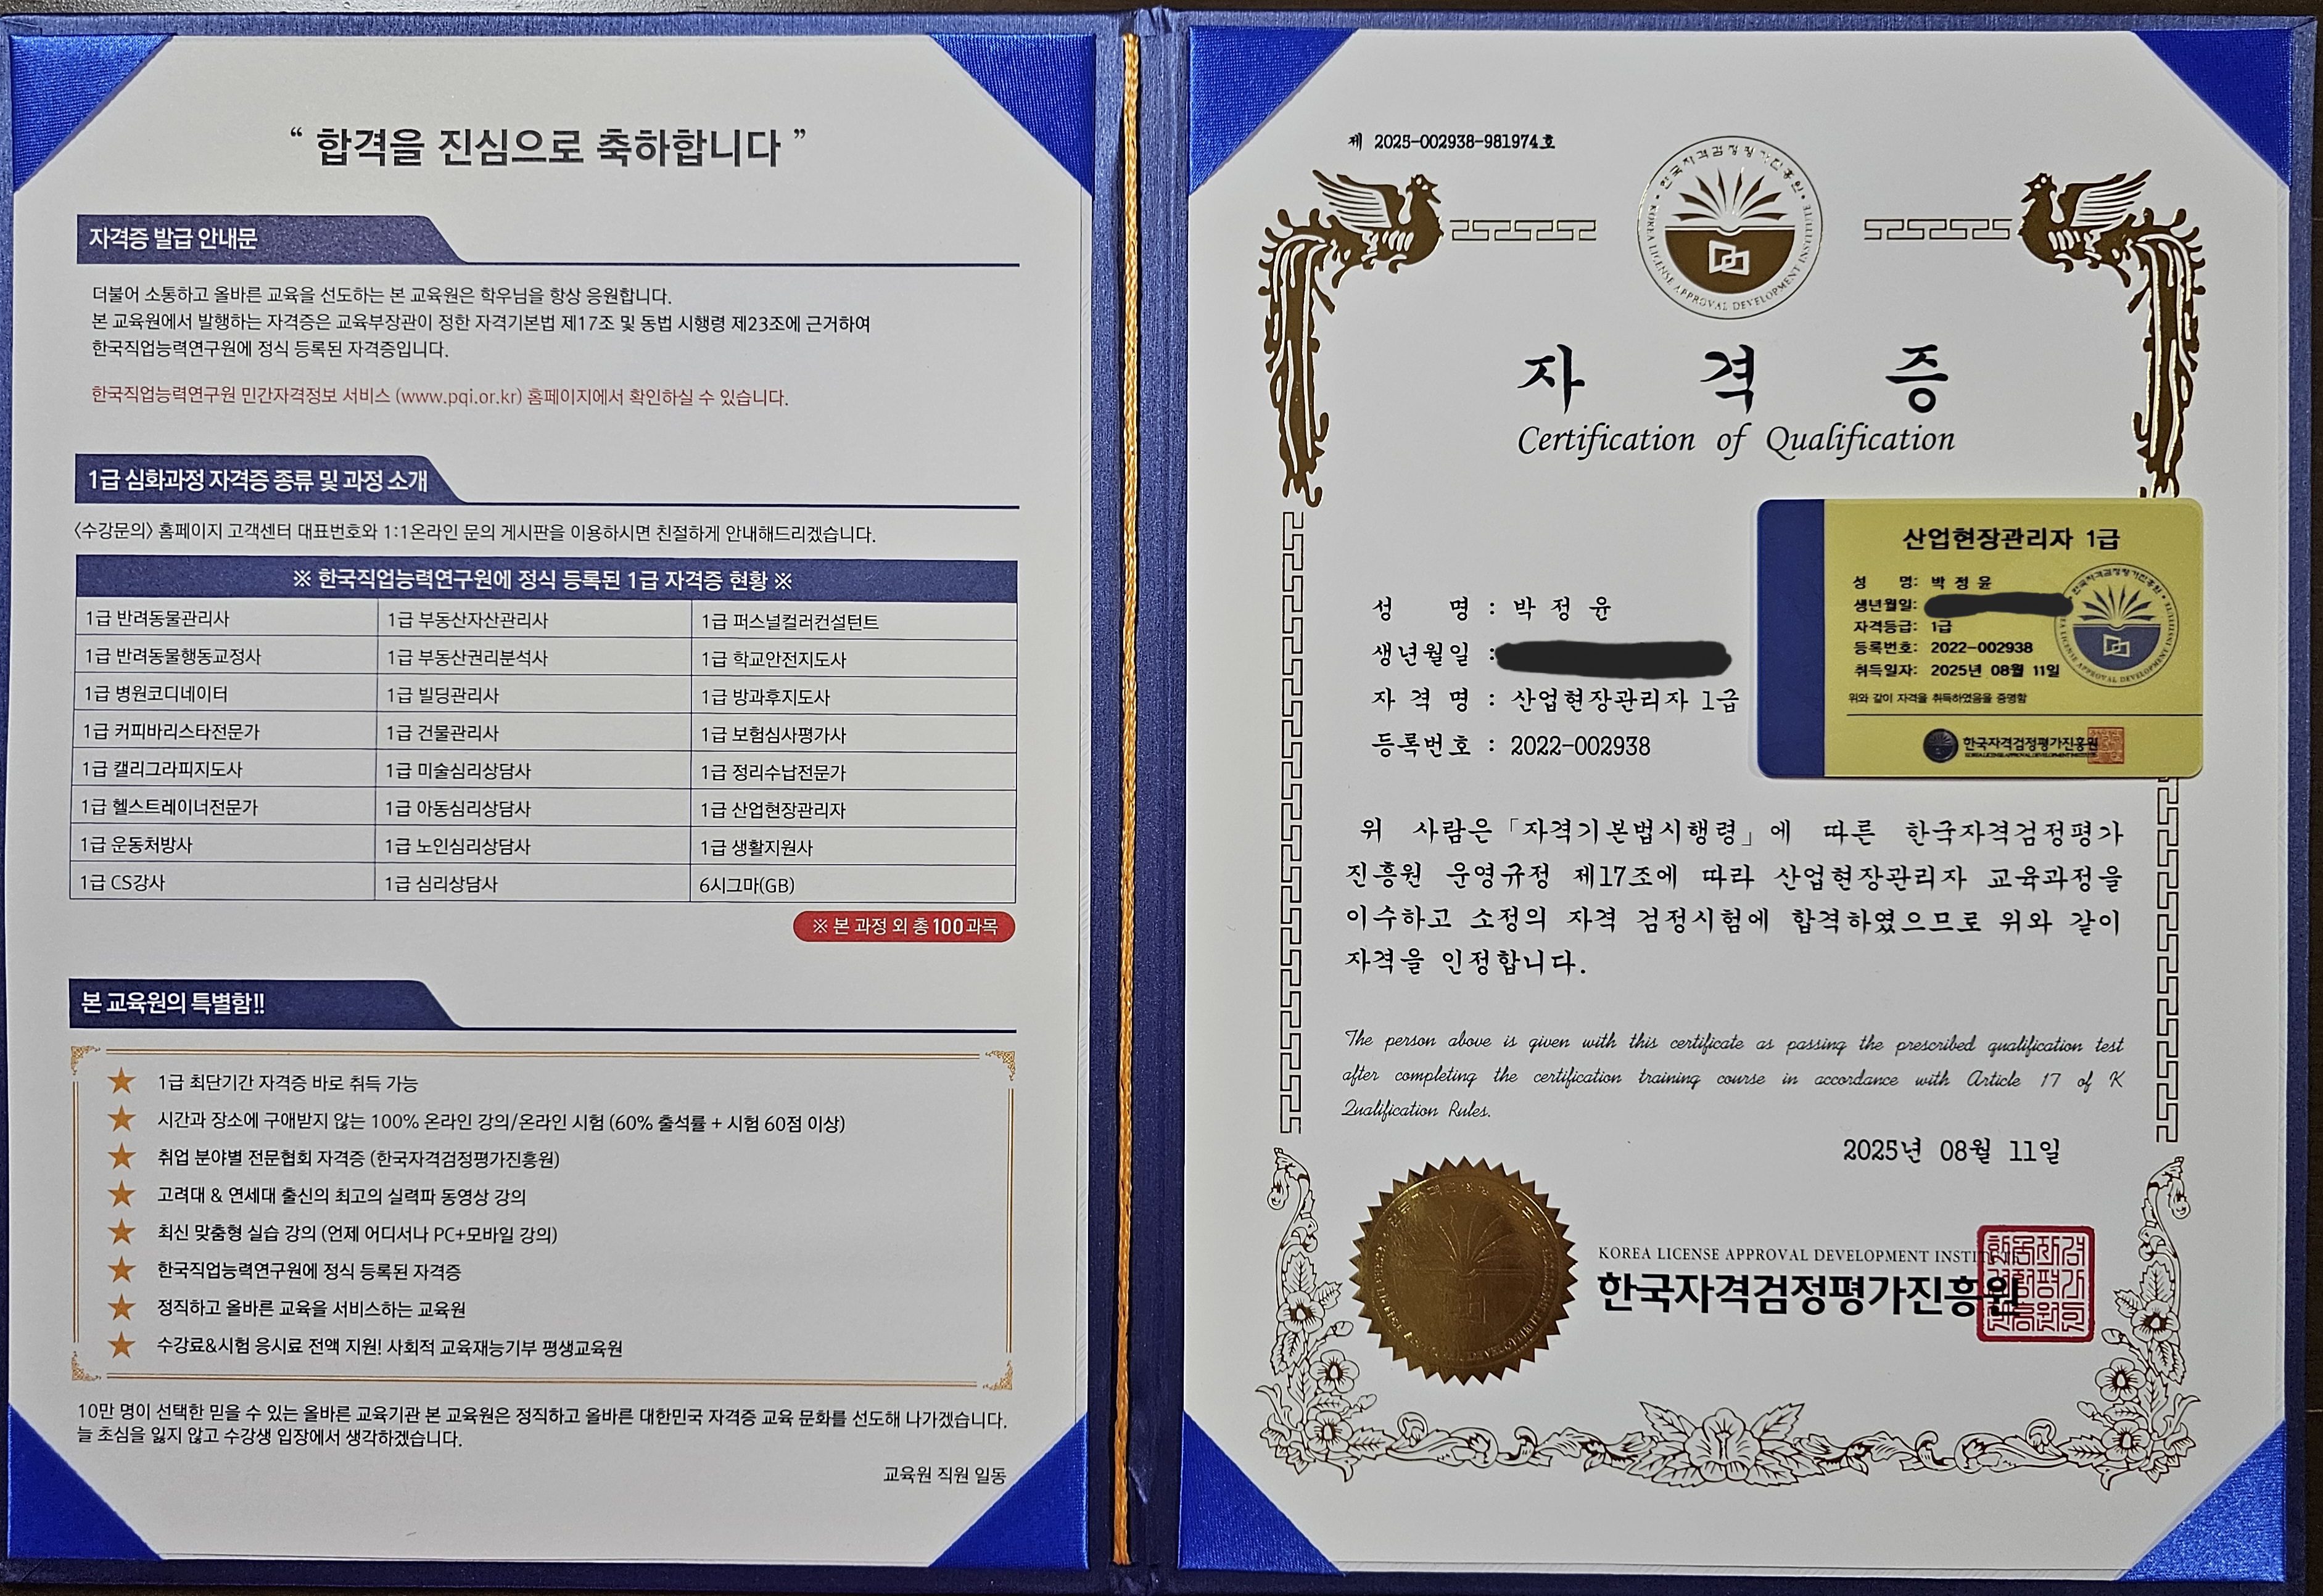 “ 합격을 진심으로 축하합니다 ”
자격증 발급 안내문
더불어 소통하고 올바른 교육을 선도하는 본 교육원은 학우님을 항상 응원합니다.
본 교육원에서 발행하는 자격증은 교육부장관이 정한 자격기본법 제17조 및 동법 시행령 제23조에 근거하여
한국직업능력연구원에 정식 등록된 자격증입니다.
한국직업능력연구원 민간자격정보 서비스 (www.pqi.or.kr) 홈페이지에서 확인하실 수 있습니다.
1급 심화과정 자격증 종류 및 과정 소개
〈수강문의〉 홈페이지 고객센터 대표번호와 1:1온라인 문의 게시판을 이용하시면 친절하게 안내해드리겠습니다.
※ 한국직업능력연구원에 정식 등록된 1급 자격증 현황 ※
1급 반려동물관리사 1급 부동산자산관리사 1급 퍼스널컬러컨설턴트
1급 반려동물행동교정사 1급 부동산권리분석사 1급 학교안전지도사
1급 병원코디네이터 1급 빌딩관리사 1급 방과후지도사
1급 커피바리스타전문가 1급 건물관리사 1급 보험심사평가사
1급 캘리그라피지도사 1급 미술심리상담사 1급 정리수납전문가
1급 헬스트레이너전문가 1급 아동심리상담사 1급 산업현장관리자
1급 운동처방사 1급 노인심리상담사 1급 생활지원사
1급 CS강사 1급 심리상담사 6시그마(GB)
※ 본 과정 외 총 100과목
본 교육원의 특별함!!
★ 1급 최단기간 자격증 바로 취득 가능
★ 시간과 장소에 구애받지 않는 100% 온라인 강의/온라인 시험 (60% 출석률 + 시험 60점 이상)
★ 취업 분야별 전문협회 자격증 (한국자격검정평가진흥원)
★ 고려대 & 연세대 출신의 최고의 실력파 동영상 강의
★ 최신 맞춤형 실습 강의 (언제 어디서나 PC+모바일 강의)
★ 한국직업능력연구원에 정식 등록된 자격증
★ 정직하고 올바른 교육을 서비스하는 교육원
★ 수강료&시험 응시료 전액 지원! 사회적 교육재능기부 평생교육원
10만 명이 선택한 믿을 수 있는 올바른 교육기관 본 교육원은 정직하고 올바른 대한민국 자격증 교육 문화를 선도해 나가겠습니다.
늘 초심을 잃지 않고 수강생 입장에서 생각하겠습니다.
교육원 직원 일동
제 2025-002938-981974호
한국자격검정평가진흥원
KOREA LICENSE APPROVAL DEVELOPMENT INSTITUTE
자 격 증
Certification of Qualification
성 명 : 박 정 윤
생년월일 :
자 격 명 : 산업현장관리자 1급
등록번호 : 2022-002938
산업현장관리자 1급
성 명: 박 정 윤
생년월일:
자격등급: 1급
등록번호: 2022-002938
취득일자: 2025년 08월 11일
위와 같이 자격을 취득하였음을 증명함
한국자격검정평가진흥원
위 사람은「자격기본법시행령」에 따른 한국자격검정평가
진흥원 운영규정 제17조에 따라 산업현장관리자 교육과정을
이수하고 소정의 자격 검정시험에 합격하였으므로 위와 같이
자격을 인정합니다.
The person above is given with this certificate as passing the prescribed qualification test
after completing the certification training course in accordance with Article 17 of K
Qualification Rules.
2025년 08월 11일
KOREA LICENSE APPROVAL DEVELOPMENT INSTITUTE
한국자격검정평가진흥원